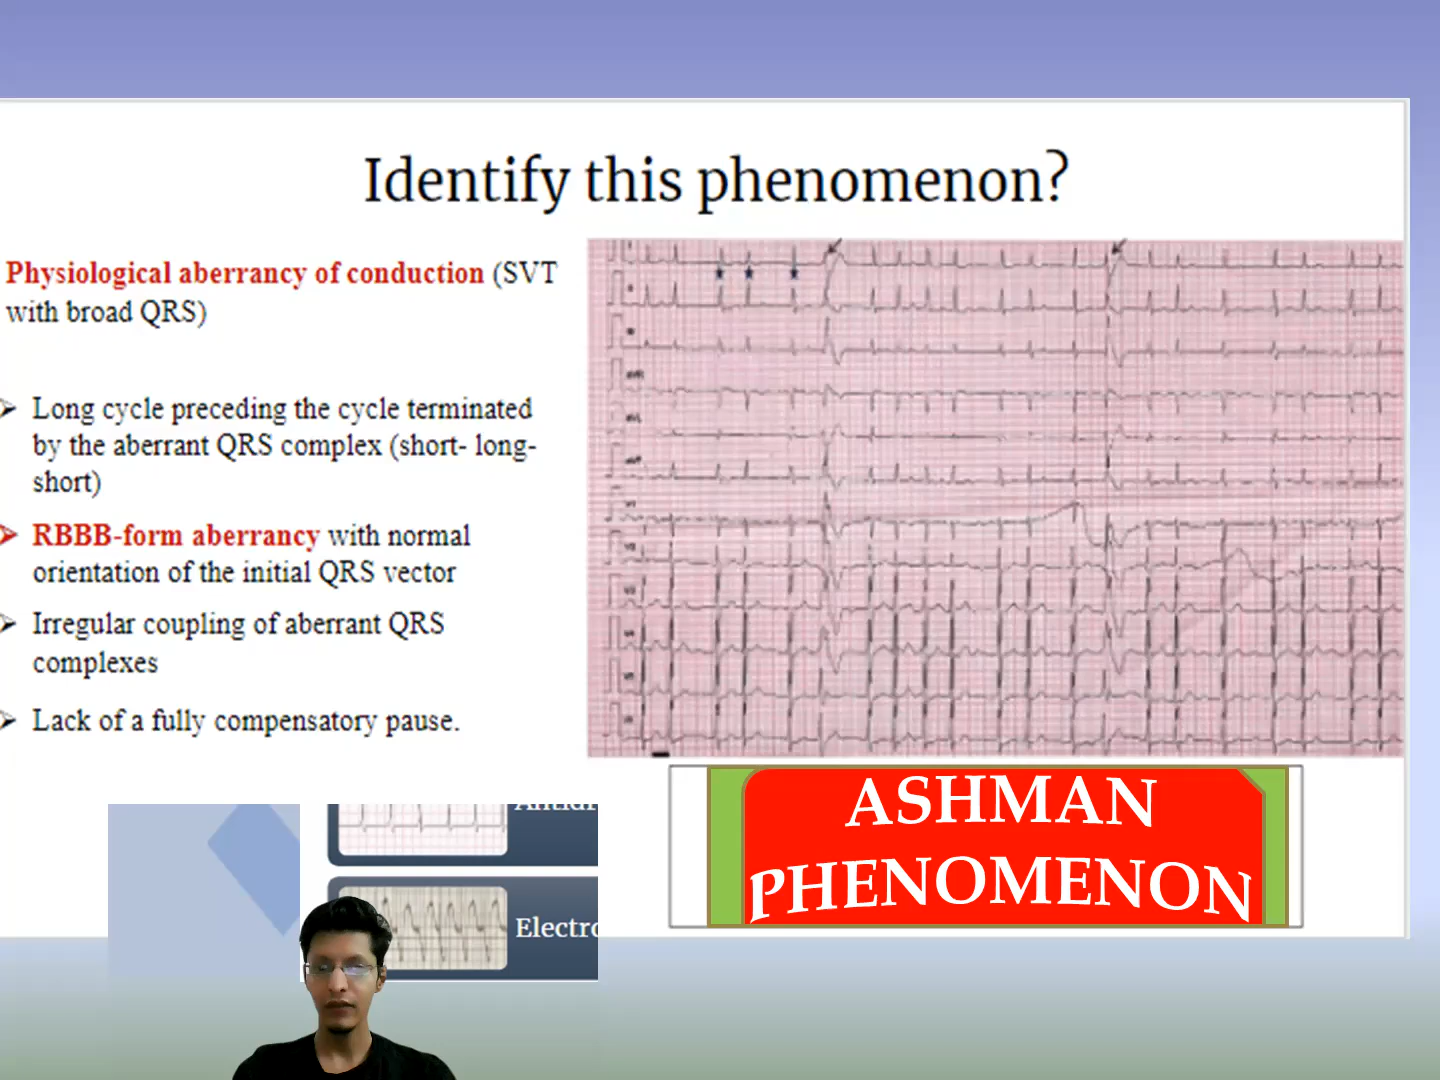 Identify this phenomenon?
Physiological aberrancy of conduction (SVT
with broad QRS)
Long cycle preceding the cycle terminated
by the aberrant QRS complex (short- long-
short)
RBBB-form aberrancy with normal
orientation of the initial QRS vector
Irregular coupling of aberrant QRS
complexes
Lack of a fully compensatory pause.
ASHMAN
PHENOMENON
Electro